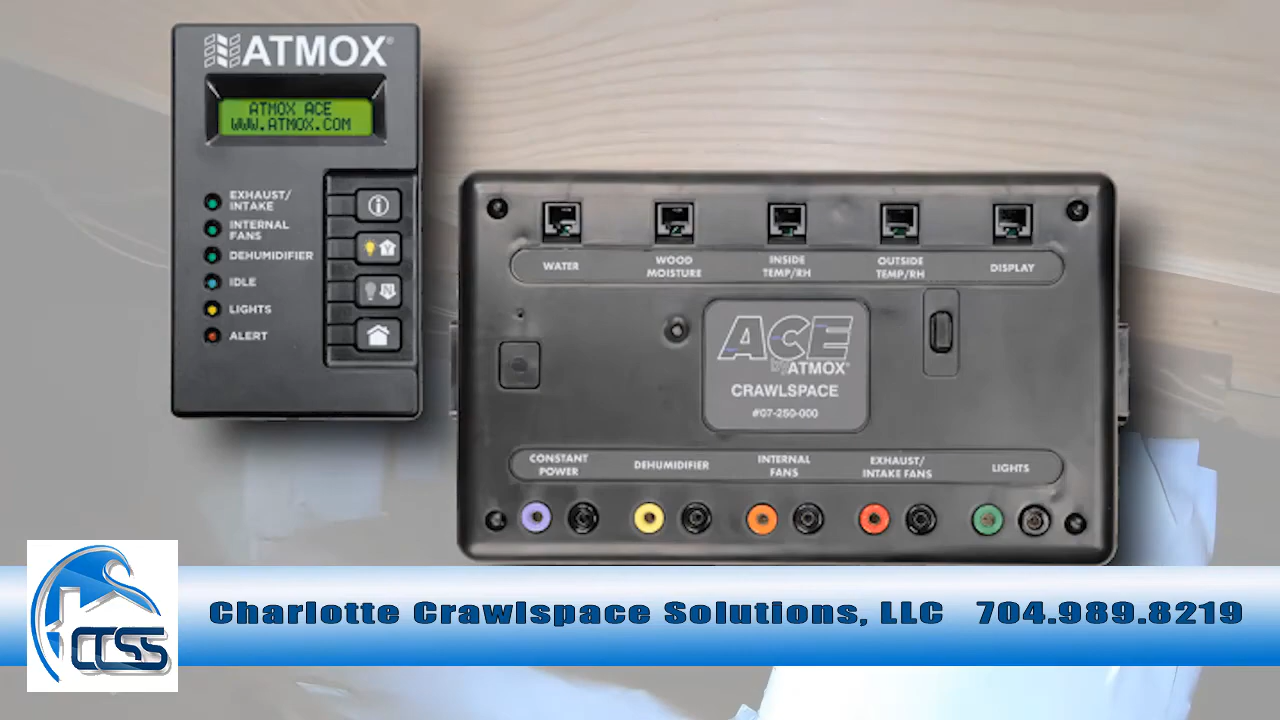 ATMOX®
ATMOX ACE
WWW.ATMOX.COM
EXHAUST/
INTAKE
INTERNAL
FANS
DEHUMIDIFIER
IDLE
LIGHTS
ALERT
WATER
WOOD
MOISTURE
INSIDE
TEMP/RH
OUTSIDE
TEMP/RH
DISPLAY
ACE
by ATMOX®
CRAWLSPACE
#07-250-000
CONSTANT
POWER
DEHUMIDIFIER
INTERNAL
FANS
EXHAUST/
INTAKE FANS
LIGHTS
CCSS
Charlotte Crawlspace Solutions, LLC 704.989.8219